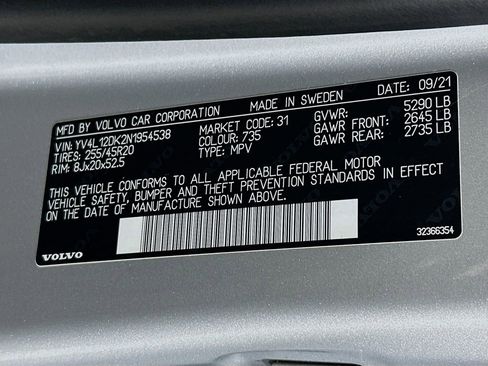 MFD BY VOLVO CAR CORPORATION MADE IN SWEDEN DATE: 09/21
VIN: YV4L12DK2N1954538 MARKET CODE: 31 GVWR: 5290 LB
TIRES: 255/45R20 COLOUR: 735 GAWR FRONT: 2645 LB
RIM: 8Jx20x52.5 TYPE: MPV GAWR REAR: 2735 LB
THIS VEHICLE CONFORMS TO ALL APPLICABLE FEDERAL MOTOR
VEHICLE SAFETY, BUMPER AND THEFT PREVENTION STANDARDS IN EFFECT
ON THE DATE OF MANUFACTURE SHOWN ABOVE.
VOLVO 32366354